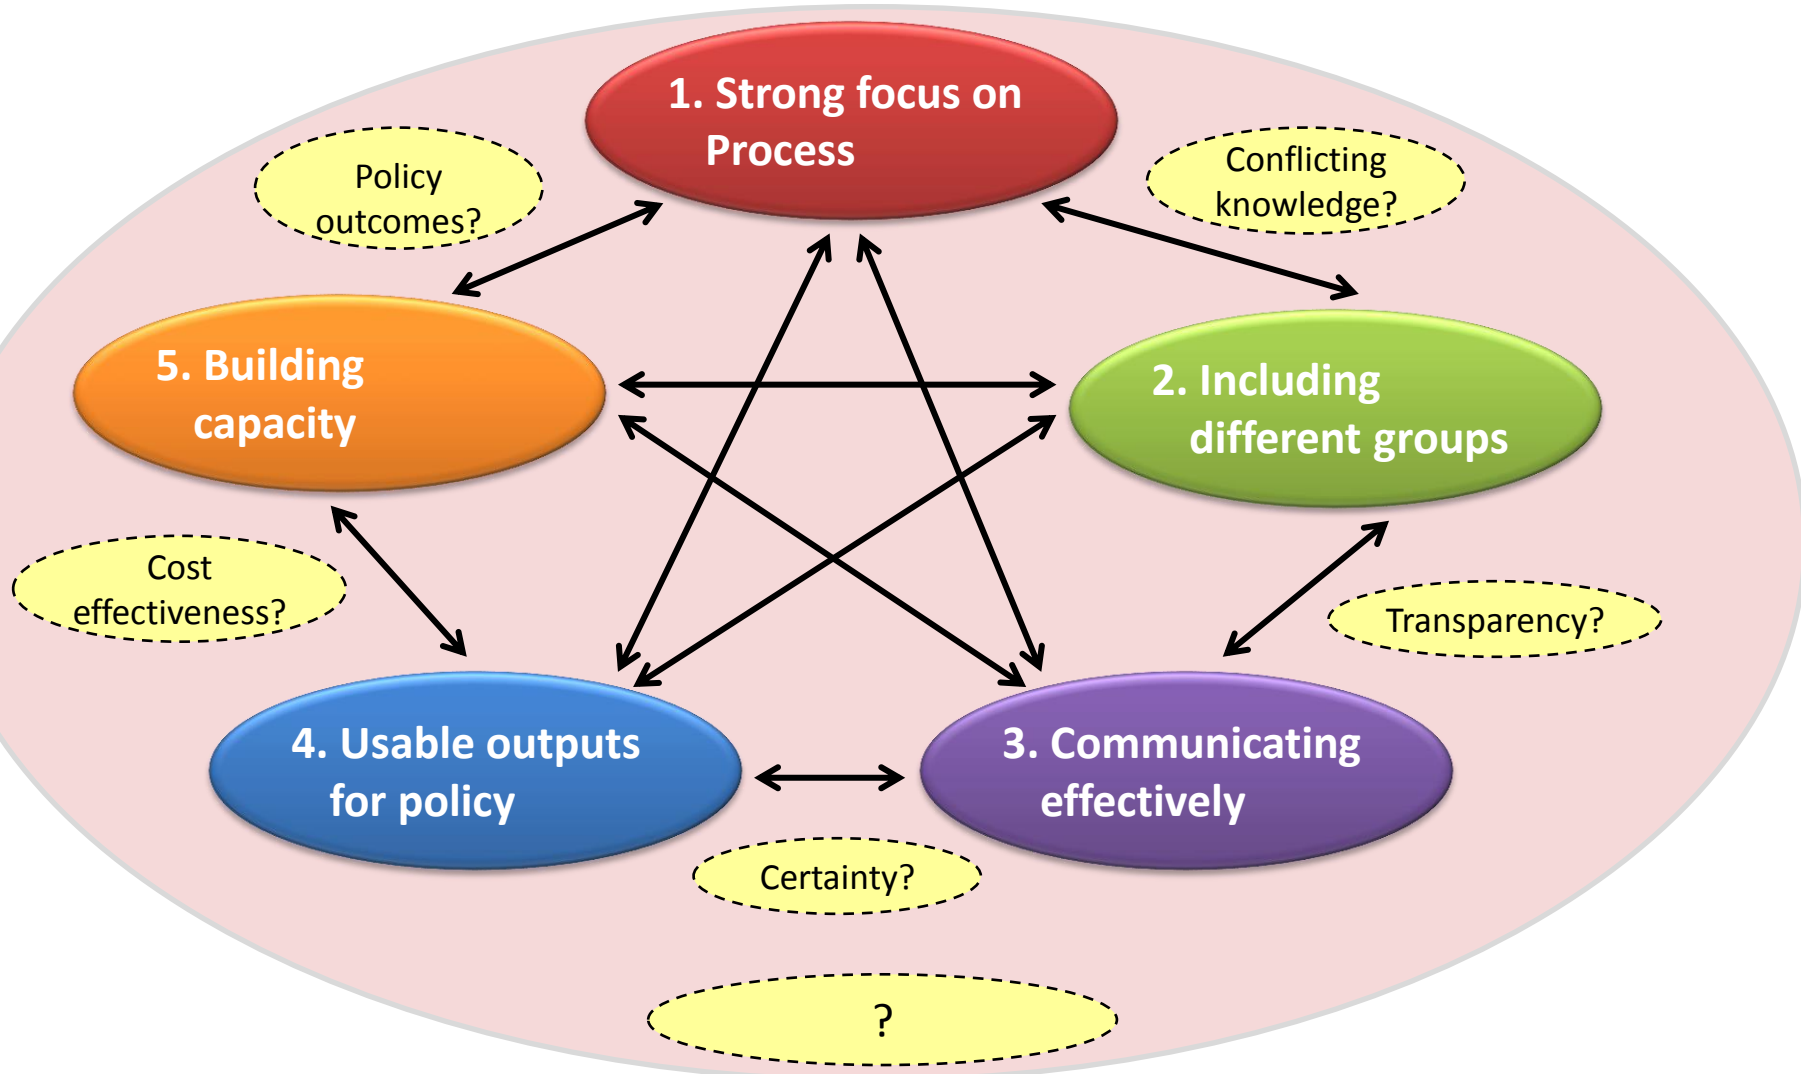 1. Strong focus on
Process
Policy
outcomes?
Conflicting
knowledge?
5. Building
capacity
2. Including
different groups
Cost
effectiveness?
Transparency?
4. Usable outputs
for policy
3. Communicating
effectively
Certainty?
?